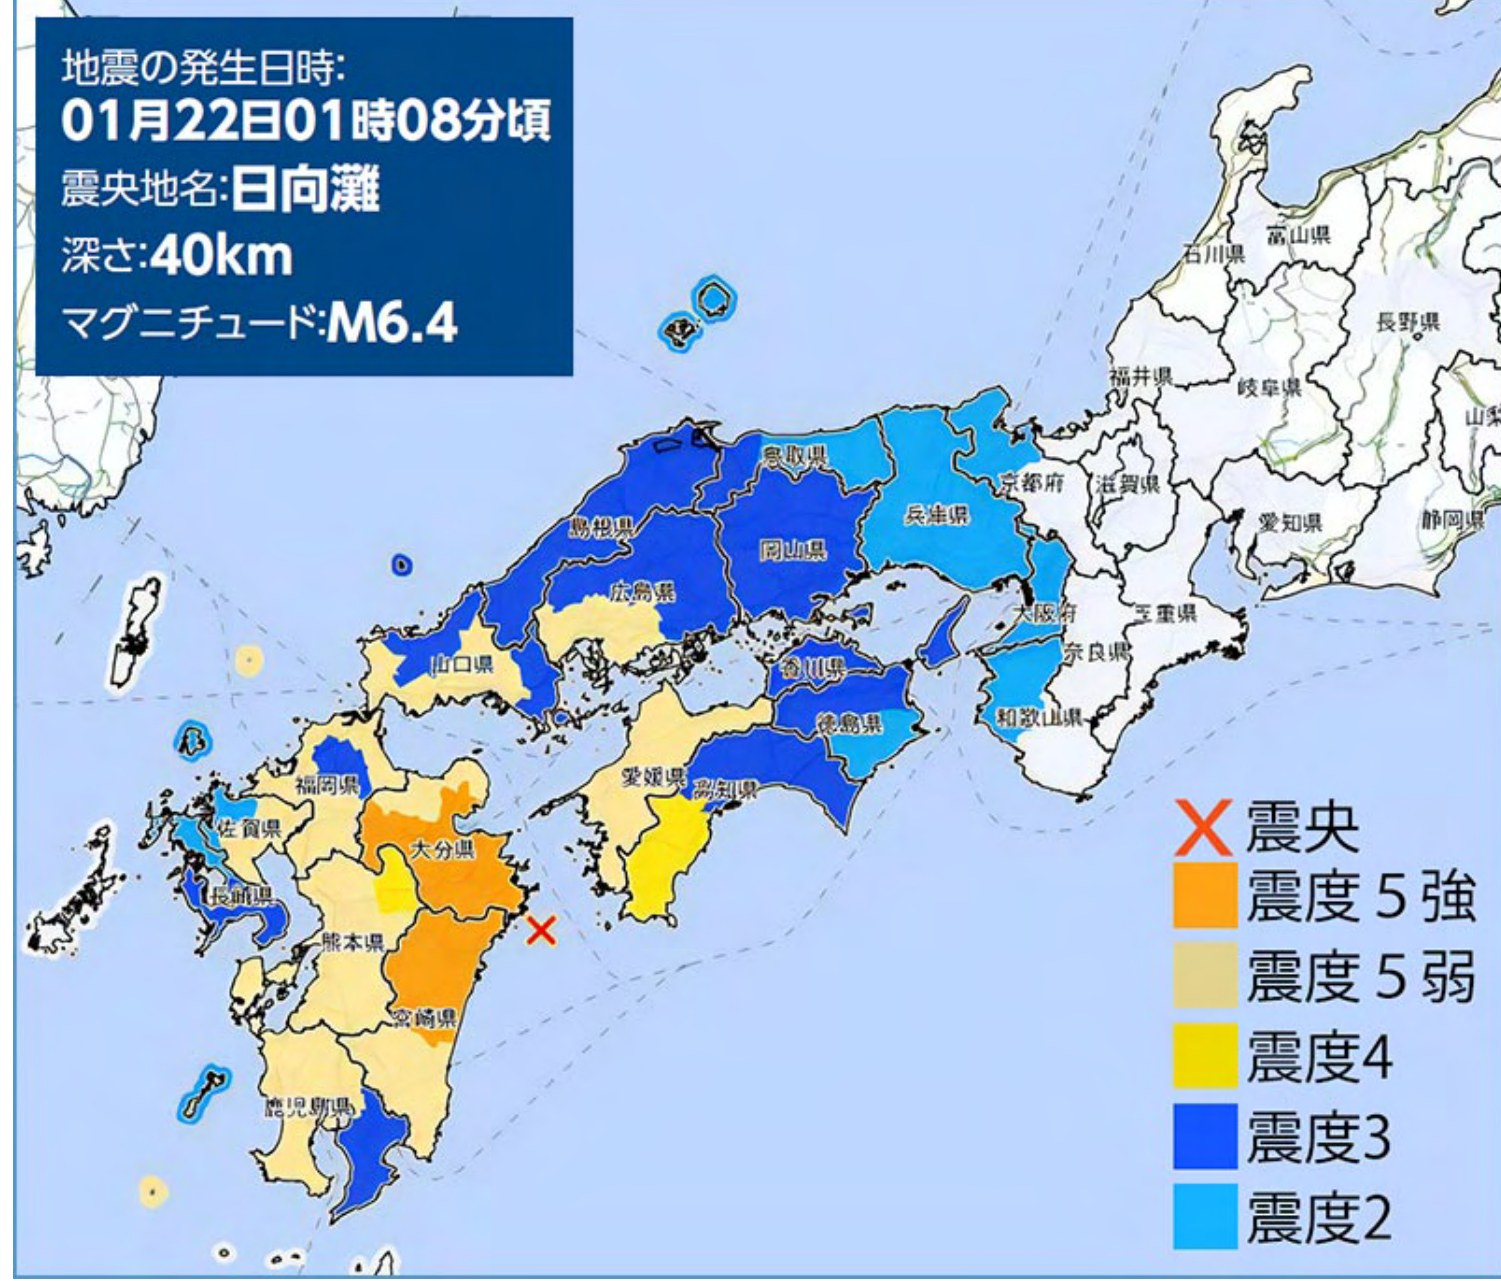 地震の発生日時:
01月22日01時08分頃
震央地名:日向灘
深さ:40km
マグニチュード:M6.4
富山県
石川県
長野県
福井県
岐阜県
山梨
鳥取県
京都府
滋賀県
兵庫県
愛知県
静岡県
島根県
岡山県
広島県
大阪府
三重県
奈良県
山口県
香川県
和歌山県
徳島県
愛媛県
高知県
福岡県
佐賀県
大分県
長崎県
熊本県
宮崎県
鹿児島県
震央
震度5強
震度5弱
震度4
震度3
震度2